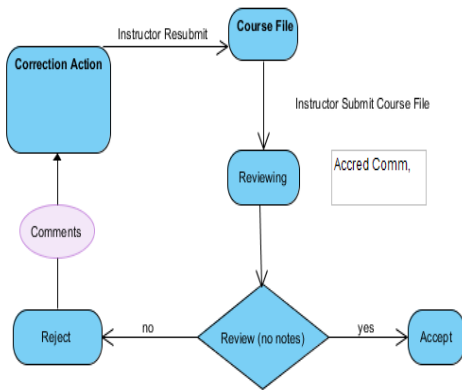 Instructor Resubmit
Course File
Correction Action
Instructor Submit Course File
Reviewing
Accred Comm,
Comments
Reject
no
Review (no notes)
yes
Accept